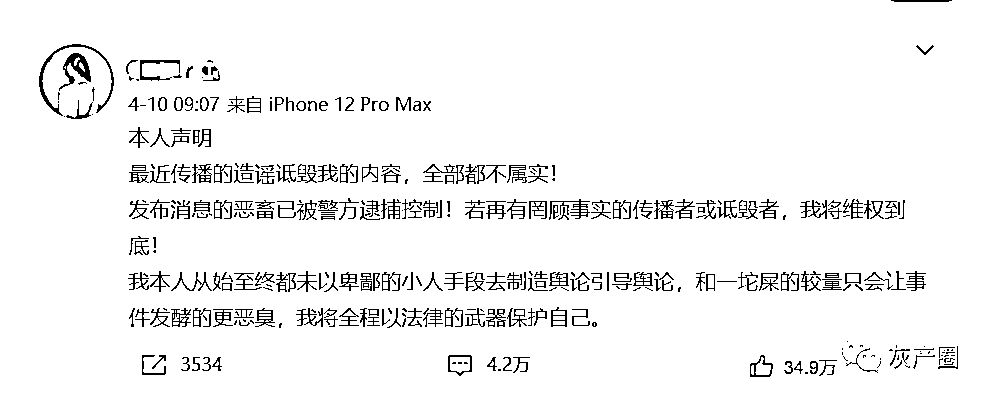 4-10 09:07 来自 iPhone 12 Pro Max
本人声明
最近传播的造谣诋毁我的内容，全部都不属实！
发布消息的恶畜已被警方逮捕控制！若再有罔顾事实的传播者或诋毁者，我将维权到
底！
我本人从始至终都未以卑鄙的小人手段去制造舆论引导舆论，和一坨屎的较量只会让事
件发酵的更恶臭，我将全程以法律的武器保护自己。
3534 4.2万 34.9万
灰产圈